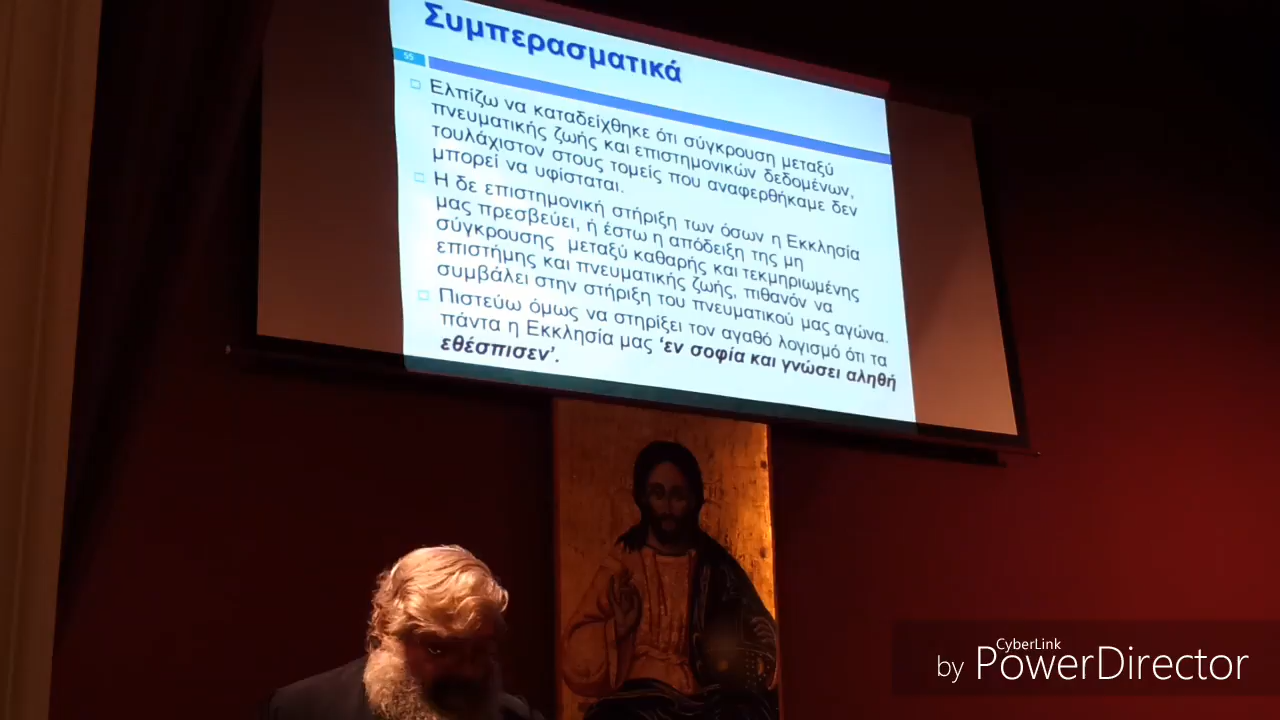 Συμπερασματικά
55
Ελπίζω να καταδείχθηκε ότι σύγκρουση μεταξύ
πνευματικής ζωής και επιστημονικών δεδομένων,
τουλάχιστον στους τομείς που αναφερθήκαμε δεν
μπορεί να υφίσταται.
Η δε επιστημονική στήριξη των όσων η Εκκλησία
μας πρεσβεύει, ή έστω η απόδειξη της μη
σύγκρουσης μεταξύ καθαρής και τεκμηριωμένης
επιστήμης και πνευματικής ζωής, πιθανόν να
συμβάλει στην στήριξη του πνευματικού μας αγώνα.
Πιστεύω όμως να στηρίξει τον αγαθό λογισμό ότι τα
πάντα η Εκκλησία μας 'εν σοφία και γνώσει αληθή
εθέσπισεν'.
CyberLink
by PowerDirector